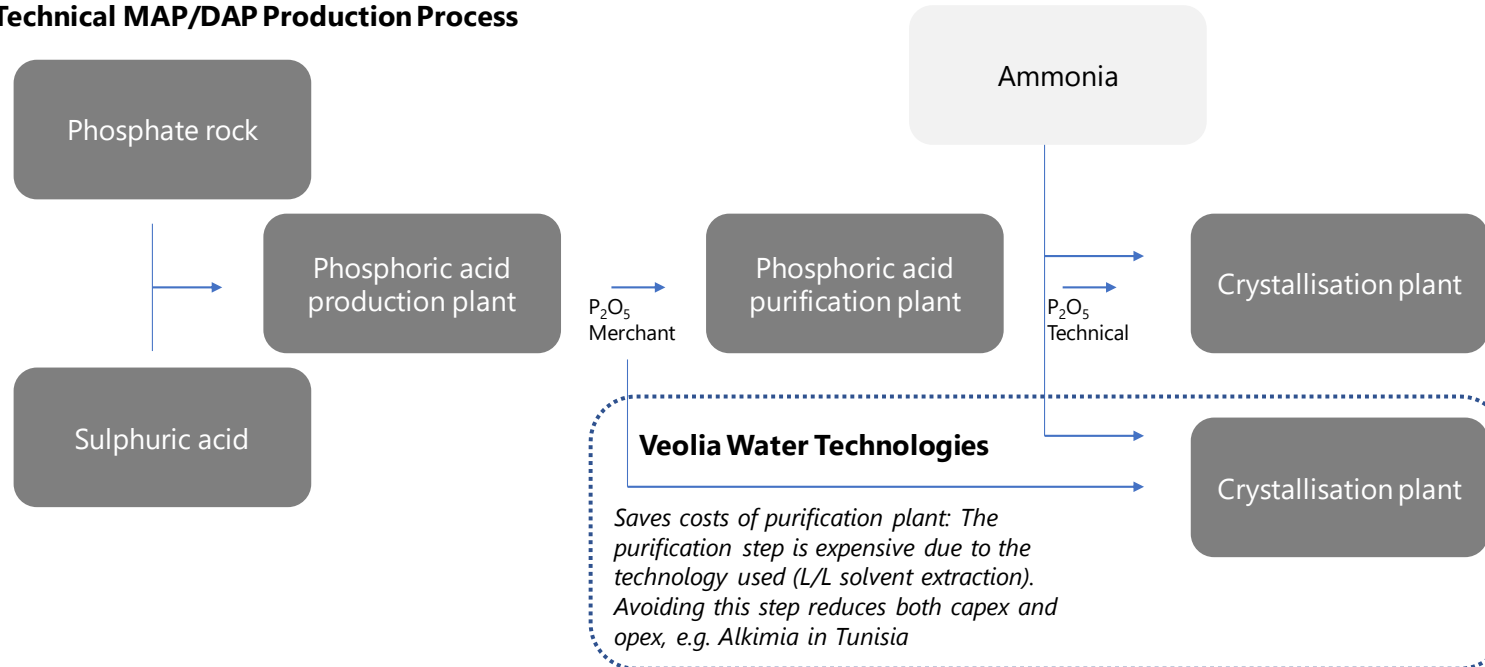 Technical MAP/DAP Production Process
Ammonia
Phosphate rock
Phosphoric acid
production plant
P₂O₅
Merchant
Phosphoric acid
purification plant
P₂O₅
Technical
Crystallisation plant
Sulphuric acid
Veolia Water Technologies
Crystallisation plant
Saves costs of purification plant: The
purification step is expensive due to the
technology used (L/L solvent extraction).
Avoiding this step reduces both capex and
opex, e.g. Alkimia in Tunisia